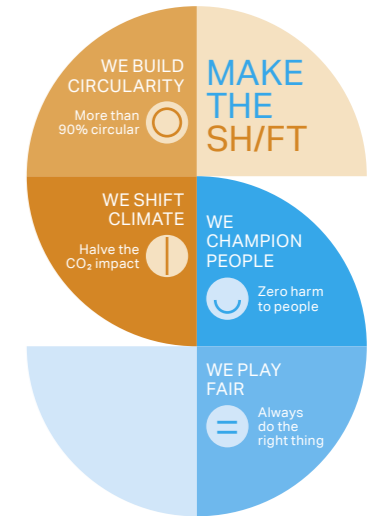 WE BUILD
CIRCULARITY
More than
90% circular
MAKE
THE
SH/FT
WE SHIFT
CLIMATE
Halve the
CO₂ impact
WE
CHAMPION
PEOPLE
Zero harm
to people
WE PLAY
FAIR
Always
do the
right thing